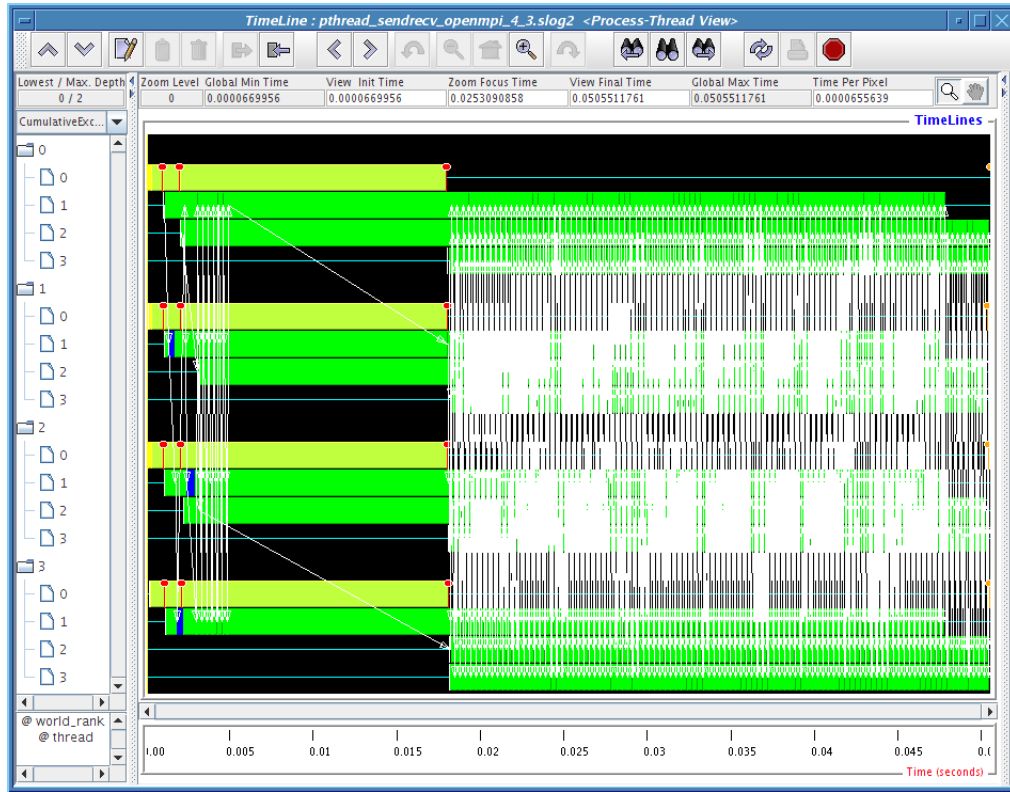 TimeLine : pthread_sendrecv_openmpi_4_3.slog2 <Process-Thread View>
Lowest / Max. Depth
0 / 2
Zoom Level Global Min Time View Init Time Zoom Focus Time View Final Time Global Max Time Time Per Pixel
0 0.0000669956 0.0000669956 0.0253090858 0.0505511761 0.0505511761 0.0000655639
CumulativeExc...
TimeLines
0
0
1
2
3
1
0
1
2
3
2
0
1
2
3
3
0
1
2
3
@ world_rank
@ thread
0.005 0.01 0.015 0.02 0.025 0.03 0.035 0.04 0.045
Time (seconds)